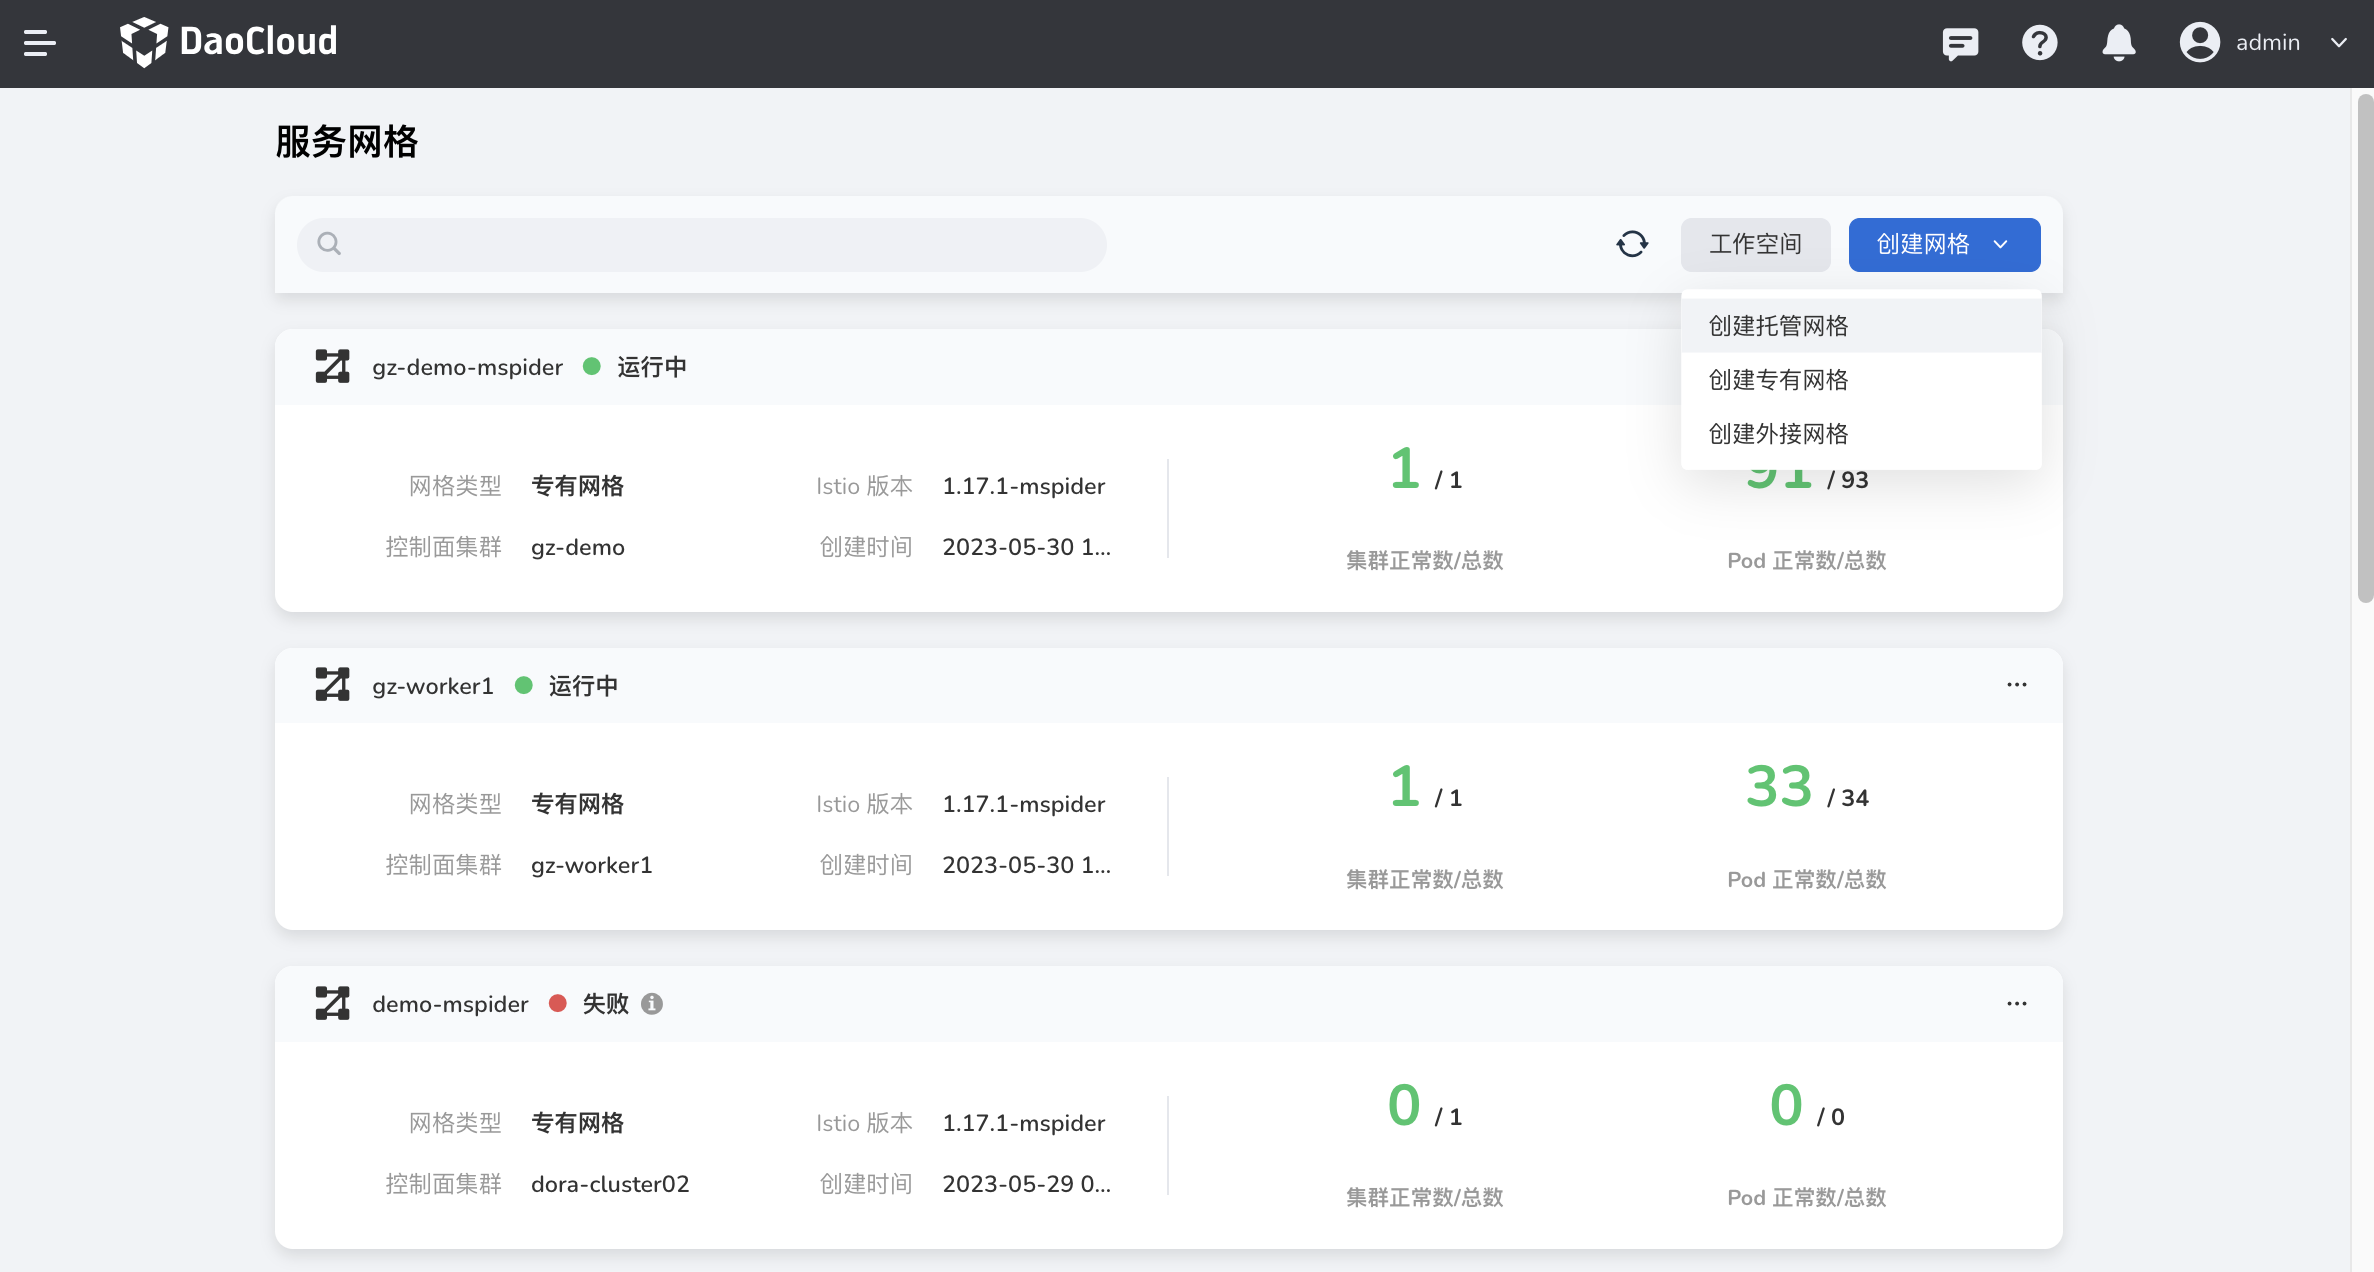 DaoCloud
admin
服务网格
工作空间
创建网格
创建托管网格
创建专有网格
创建外接网格
gz-demo-mspider 运行中
网格类型 专有网格 Istio 版本 1.17.1-mspider
1 / 1
91 / 93
控制面集群 gz-demo 创建时间 2023-05-30 1...
集群正常数/总数 Pod 正常数/总数
gz-worker1 运行中
网格类型 专有网格 Istio 版本 1.17.1-mspider
1 / 1
33 / 34
控制面集群 gz-worker1 创建时间 2023-05-30 1...
集群正常数/总数 Pod 正常数/总数
demo-mspider 失败
网格类型 专有网格 Istio 版本 1.17.1-mspider
0 / 1
0 / 0
控制面集群 dora-cluster02 创建时间 2023-05-29 0...
集群正常数/总数 Pod 正常数/总数